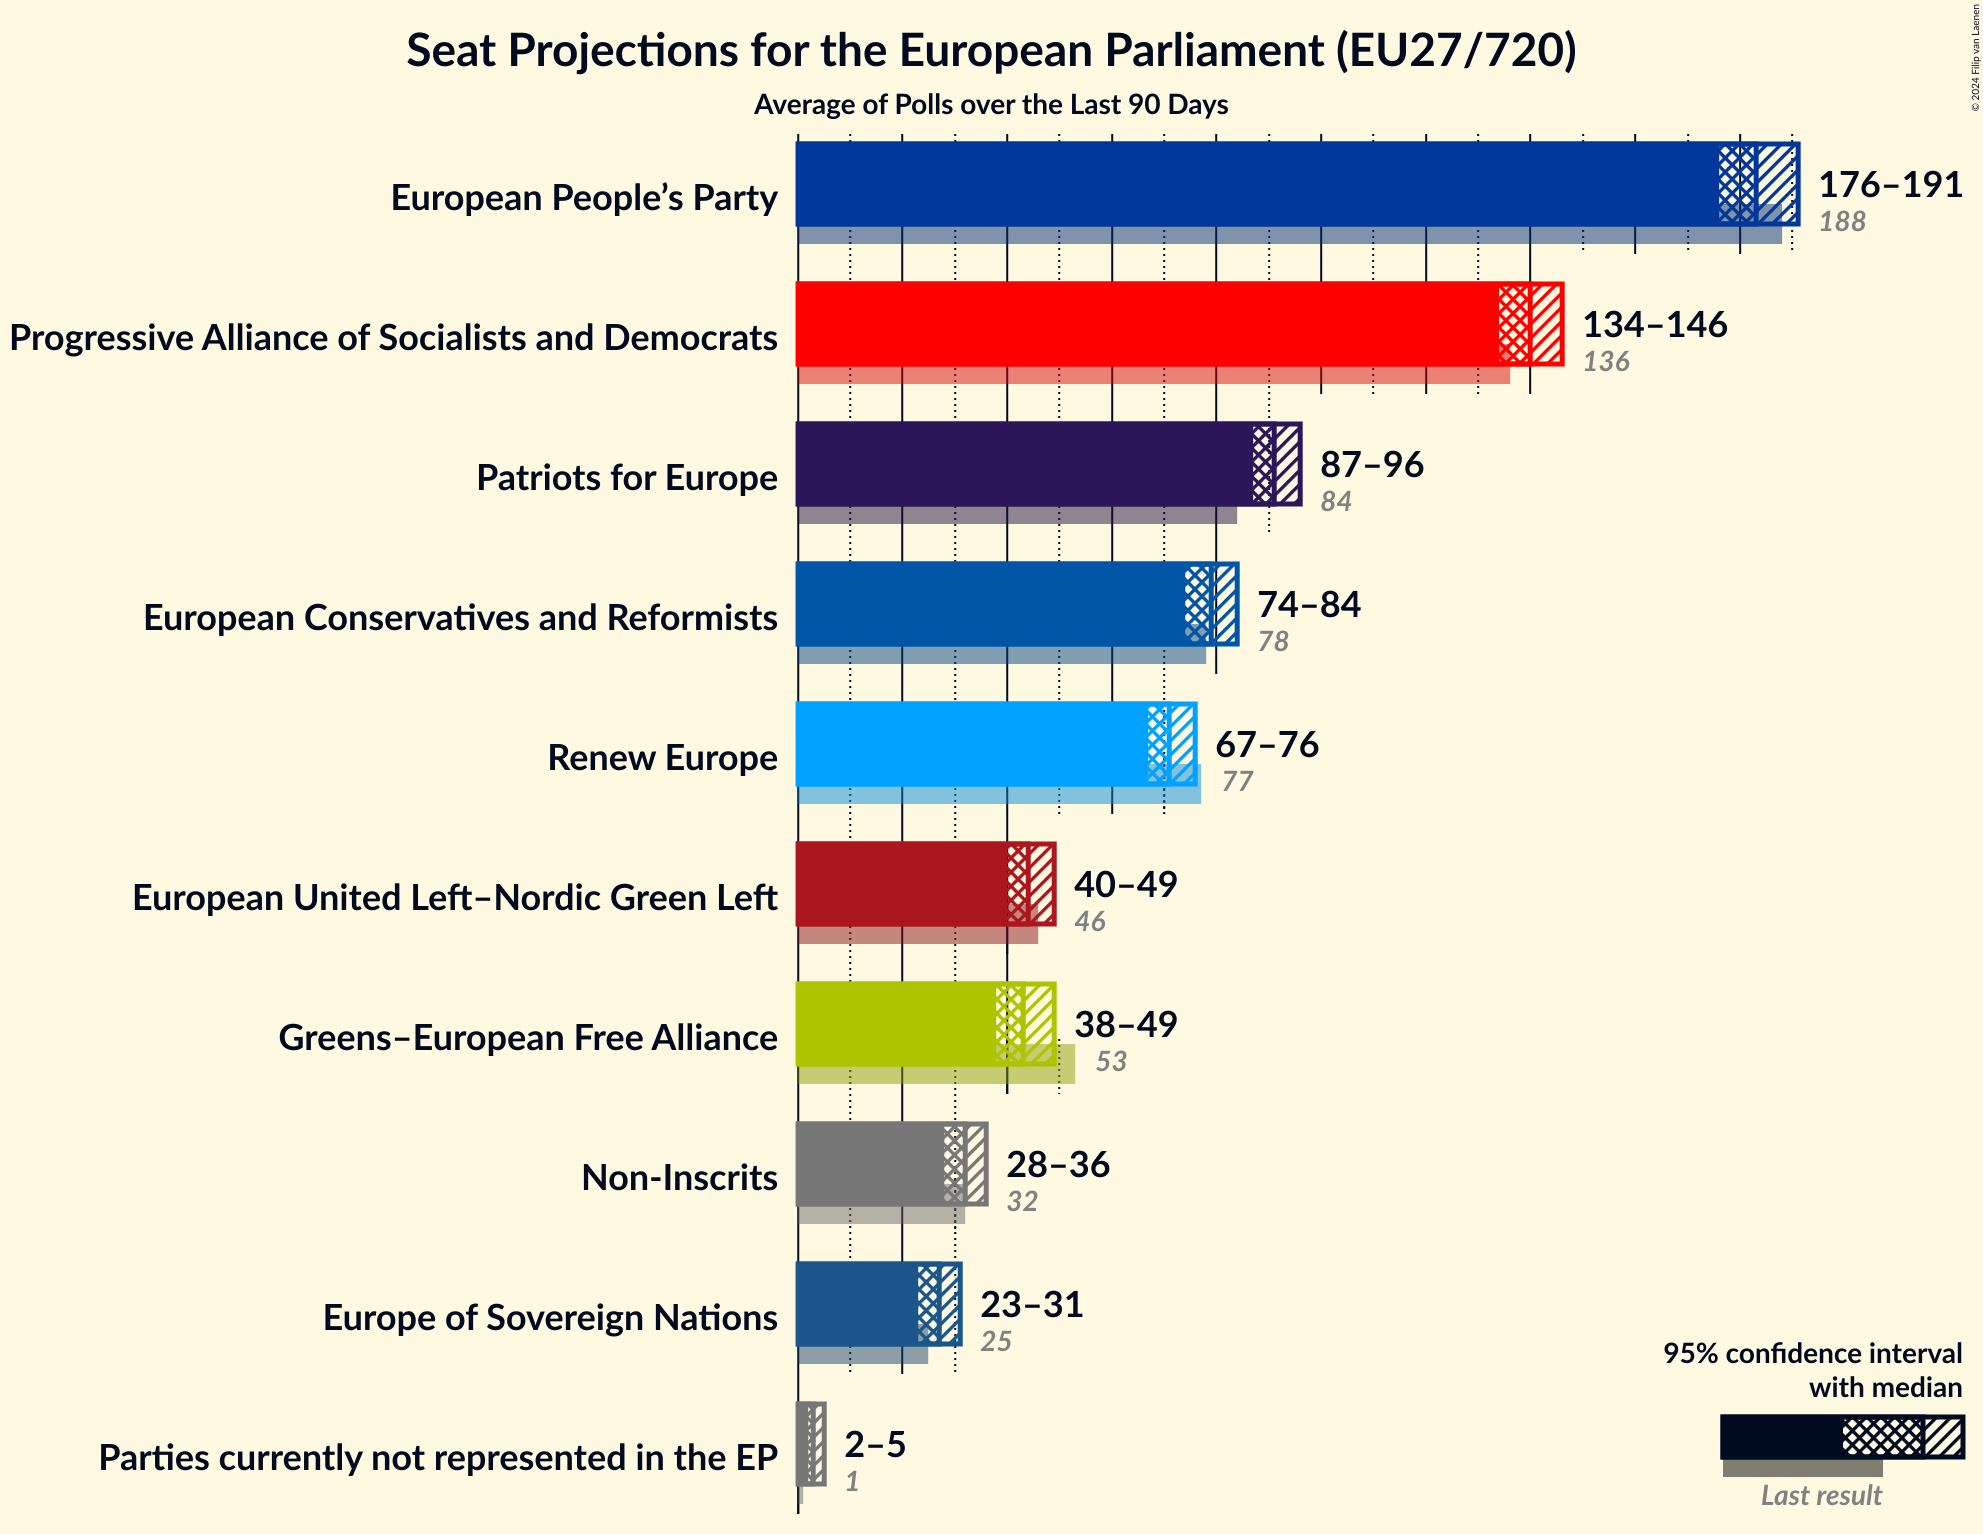 Seat Projections for the European Parliament (EU27/720)
Average of Polls over the Last 90 Days
© 2024 Filip van Laenen
European People’s Party
176–191
188
Progressive Alliance of Socialists and Democrats
134–146
136
Patriots for Europe
87–96
84
European Conservatives and Reformists
74–84
78
Renew Europe
67–76
77
European United Left–Nordic Green Left
40–49
46
Greens–European Free Alliance
38–49
53
Non-Inscrits
28–36
32
Europe of Sovereign Nations
23–31
25
Parties currently not represented in the EP
2–5
1
95% confidence interval
with median
Last result